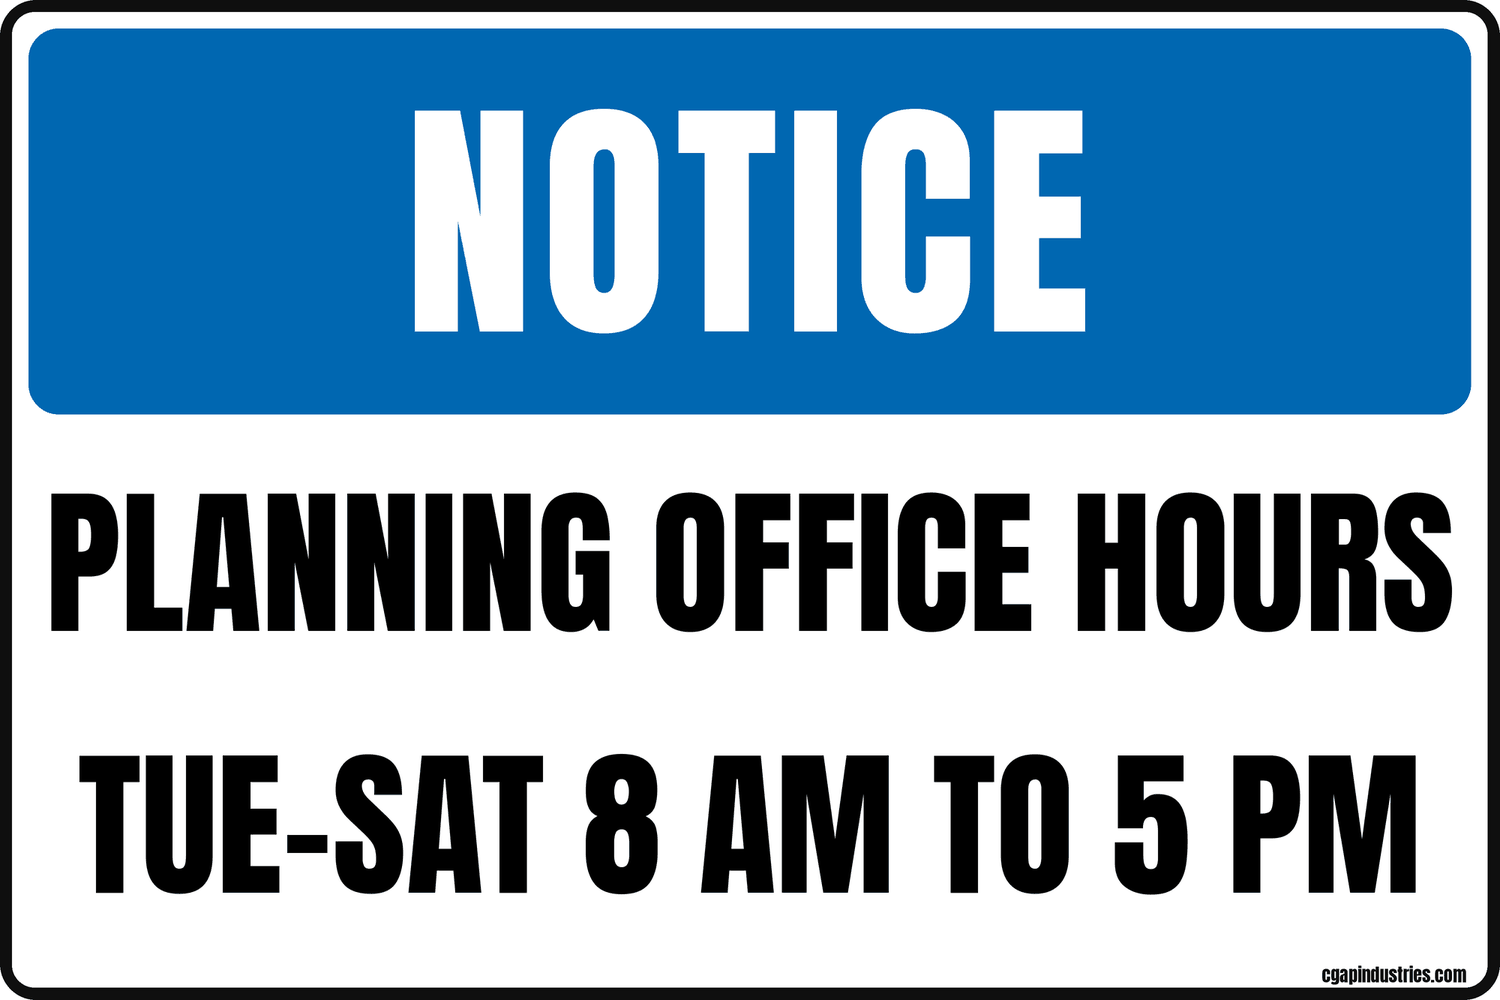 NOTICE
PLANNING OFFICE HOURS
TUE-SAT 8 AM TO 5 PM
cgapindustries.com